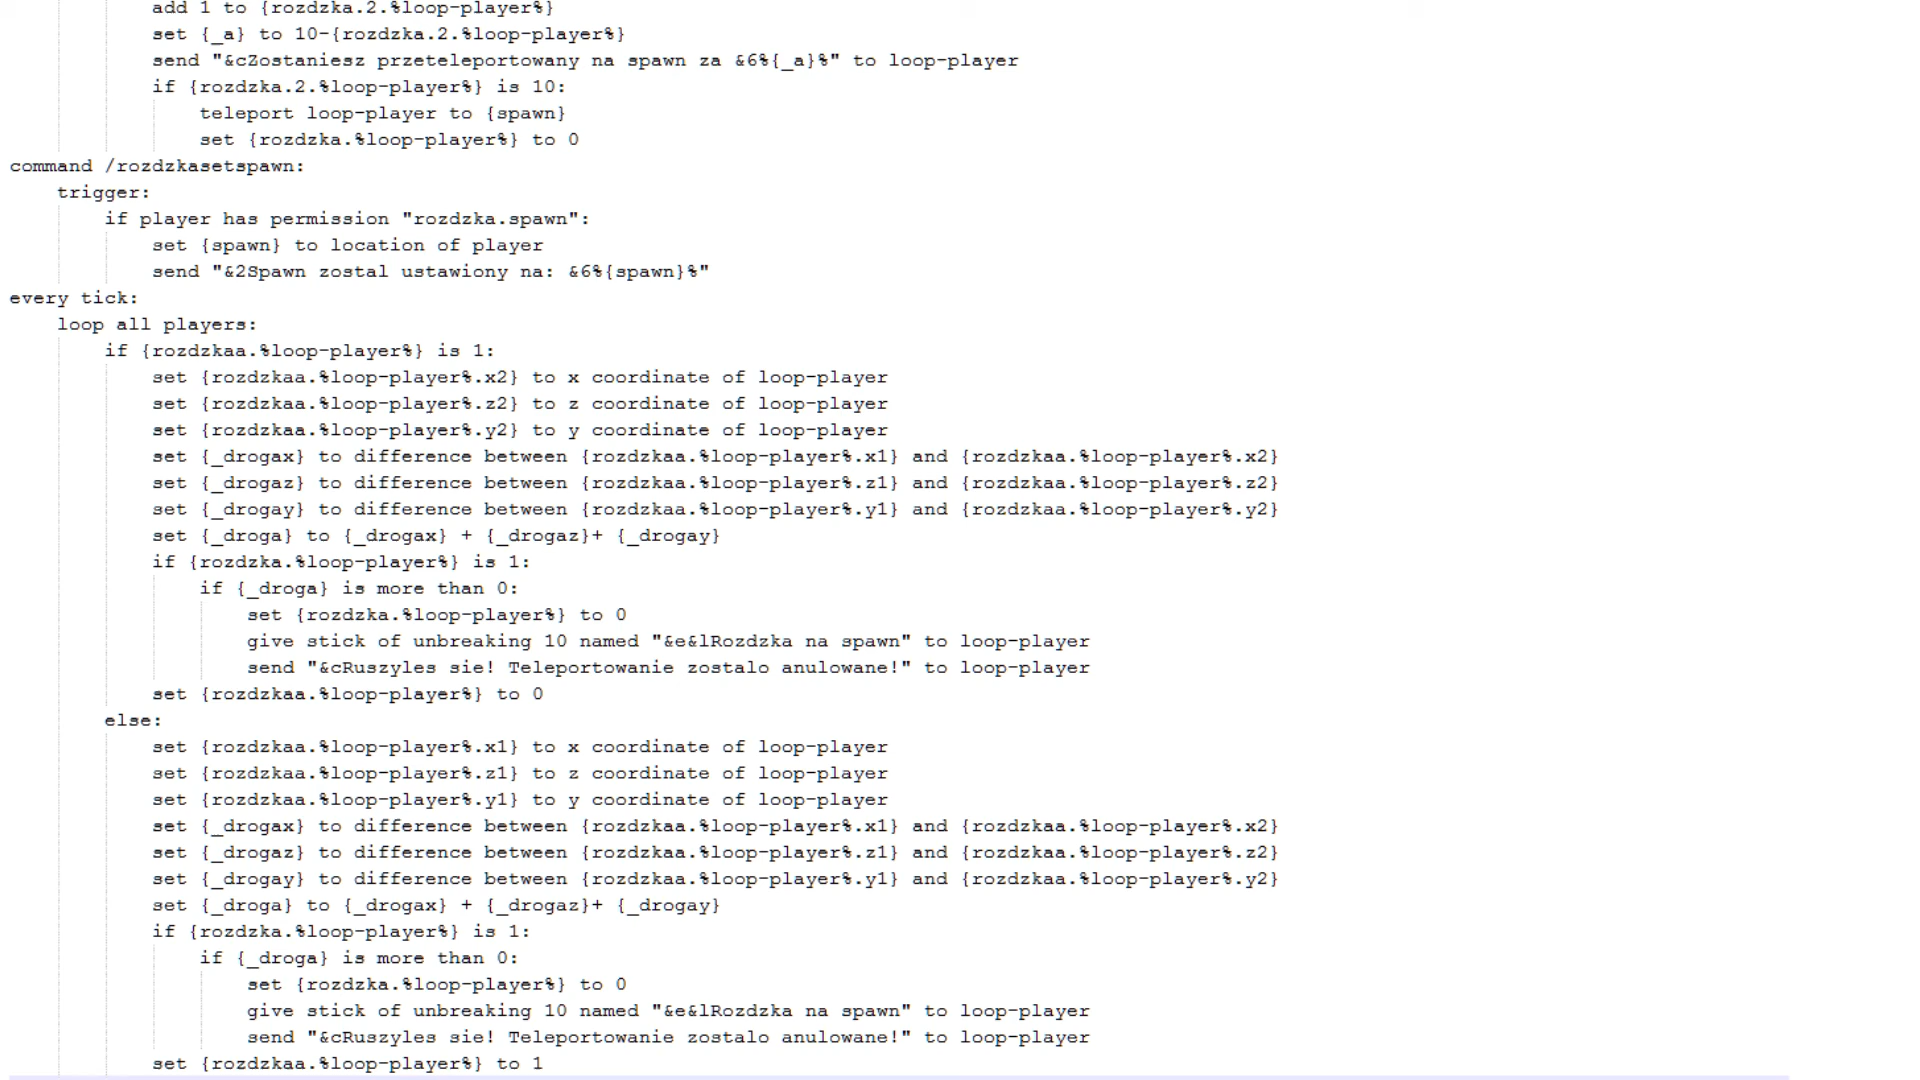 add 1 to {rozdzka.2.%loop-player%}
set {_a} to 10-{rozdzka.2.%loop-player%}
send "&cZostaniesz przeteleportowany na spawn za &6%{_a}%" to loop-player
if {rozdzka.2.%loop-player%} is 10:
teleport loop-player to {spawn}
set {rozdzka.%loop-player%} to 0
command /rozdzkasetspawn:
trigger:
if player has permission "rozdzka.spawn":
set {spawn} to location of player
send "&2Spawn zostal ustawiony na: &6%{spawn}%"
every tick:
loop all players:
if {rozdzkaa.%loop-player%} is 1:
set {rozdzkaa.%loop-player%.x2} to x coordinate of loop-player
set {rozdzkaa.%loop-player%.z2} to z coordinate of loop-player
set {rozdzkaa.%loop-player%.y2} to y coordinate of loop-player
set {_drogax} to difference between {rozdzkaa.%loop-player%.x1} and {rozdzkaa.%loop-player%.x2}
set {_drogaz} to difference between {rozdzkaa.%loop-player%.z1} and {rozdzkaa.%loop-player%.z2}
set {_drogay} to difference between {rozdzkaa.%loop-player%.y1} and {rozdzkaa.%loop-player%.y2}
set {_droga} to {_drogax} + {_drogaz}+ {_drogay}
if {rozdzka.%loop-player%} is 1:
if {_droga} is more than 0:
set {rozdzka.%loop-player%} to 0
give stick of unbreaking 10 named "&e&lRozdzka na spawn" to loop-player
send "&cRuszyles sie! Teleportowanie zostalo anulowane!" to loop-player
set {rozdzkaa.%loop-player%} to 0
else:
set {rozdzkaa.%loop-player%.x1} to x coordinate of loop-player
set {rozdzkaa.%loop-player%.z1} to z coordinate of loop-player
set {rozdzkaa.%loop-player%.y1} to y coordinate of loop-player
set {_drogax} to difference between {rozdzkaa.%loop-player%.x1} and {rozdzkaa.%loop-player%.x2}
set {_drogaz} to difference between {rozdzkaa.%loop-player%.z1} and {rozdzkaa.%loop-player%.z2}
set {_drogay} to difference between {rozdzkaa.%loop-player%.y1} and {rozdzkaa.%loop-player%.y2}
set {_droga} to {_drogax} + {_drogaz}+ {_drogay}
if {rozdzka.%loop-player%} is 1:
if {_droga} is more than 0:
set {rozdzka.%loop-player%} to 0
give stick of unbreaking 10 named "&e&lRozdzka na spawn" to loop-player
send "&cRuszyles sie! Teleportowanie zostalo anulowane!" to loop-player
set {rozdzkaa.%loop-player%} to 1